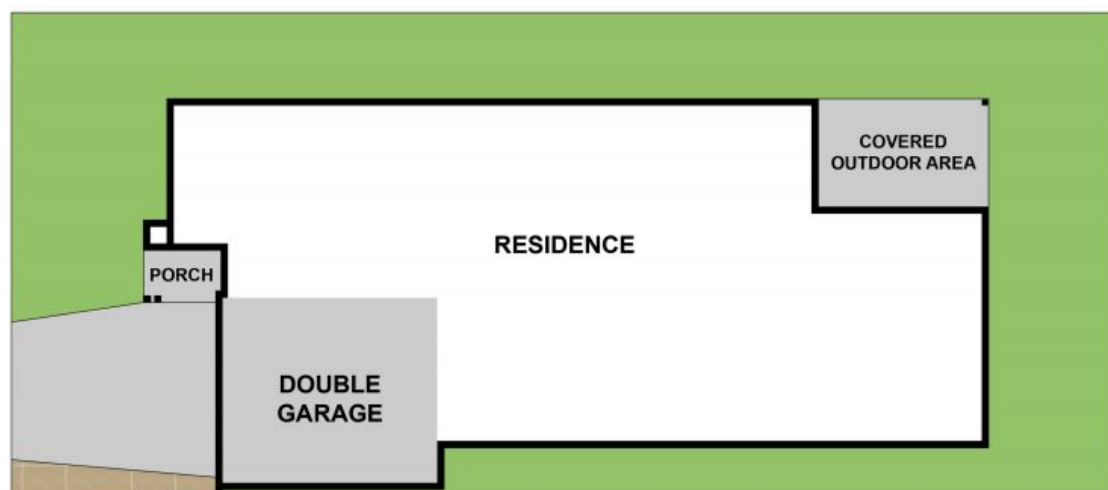 COVERED
OUTDOOR AREA
RESIDENCE
PORCH
DOUBLE
GARAGE